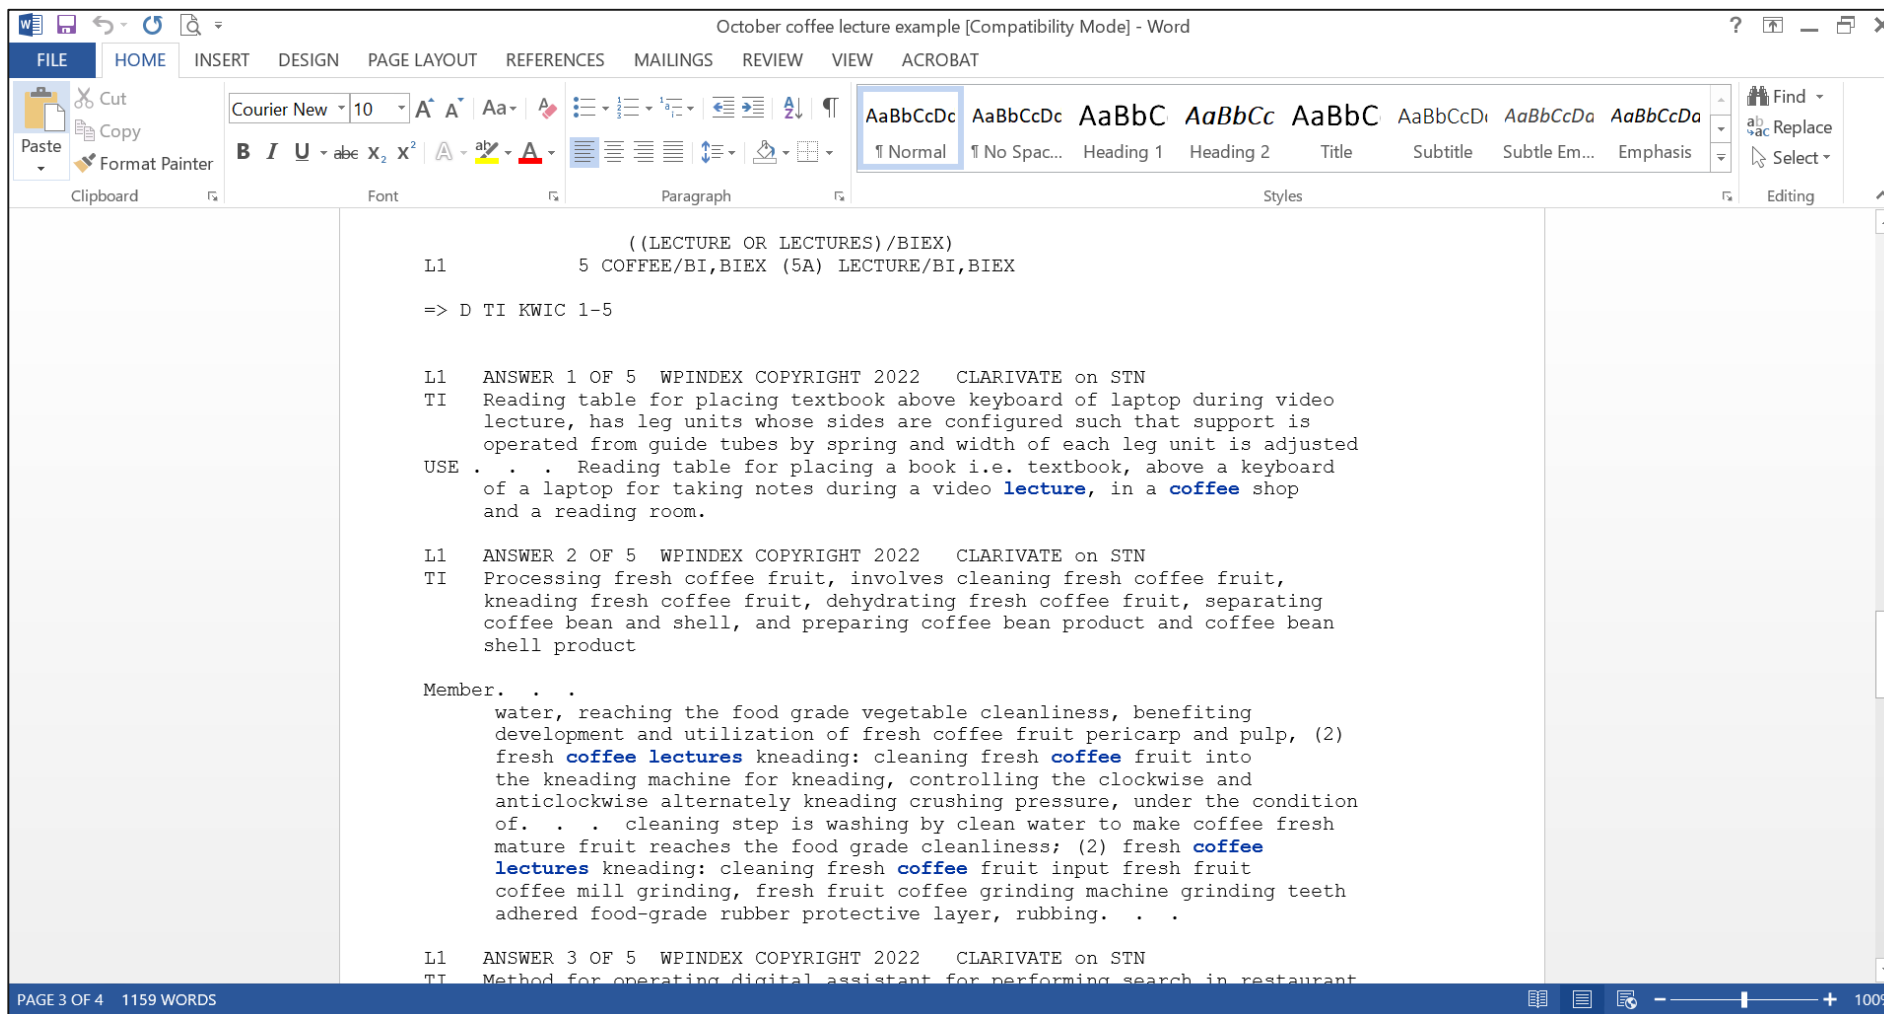 October coffee lecture example [Compatibility Mode] - Word
FILE HOME INSERT DESIGN PAGE LAYOUT REFERENCES MAILINGS REVIEW VIEW ACROBAT
Paste
Cut
Copy
Format Painter
Clipboard
Courier New 10
Font
Paragraph
AaBbCcDc AaBbCcDc AaBbC AaBbCc AaBbC AaBbCcD AaBbCcDa AaBbCcDa
¶ Normal ¶ No Spac... Heading 1 Heading 2 Title Subtitle Subtle Em... Emphasis
Styles
Find
Replace
Select
Editing
((LECTURE OR LECTURES)/BIEX)
L1 5 COFFEE/BI,BIEX (5A) LECTURE/BI,BIEX
=> D TI KWIC 1-5
L1 ANSWER 1 OF 5 WPINDEX COPYRIGHT 2022 CLARIVATE on STN
TI Reading table for placing textbook above keyboard of laptop during video
lecture, has leg units whose sides are configured such that support is
operated from guide tubes by spring and width of each leg unit is adjusted
USE . . . Reading table for placing a book i.e. textbook, above a keyboard
of a laptop for taking notes during a video lecture, in a coffee shop
and a reading room.
L1 ANSWER 2 OF 5 WPINDEX COPYRIGHT 2022 CLARIVATE on STN
TI Processing fresh coffee fruit, involves cleaning fresh coffee fruit,
kneading fresh coffee fruit, dehydrating fresh coffee fruit, separating
coffee bean and shell, and preparing coffee bean product and coffee bean
shell product
Member. . .
water, reaching the food grade vegetable cleanliness, benefiting
development and utilization of fresh coffee fruit pericarp and pulp, (2)
fresh coffee lectures kneading: cleaning fresh coffee fruit into
the kneading machine for kneading, controlling the clockwise and
anticlockwise alternately kneading crushing pressure, under the condition
of. . . cleaning step is washing by clean water to make coffee fresh
mature fruit reaches the food grade cleanliness; (2) fresh coffee
lectures kneading: cleaning fresh coffee fruit input fresh fruit
coffee mill grinding, fresh fruit coffee grinding machine grinding teeth
adhered food-grade rubber protective layer, rubbing. . .
L1 ANSWER 3 OF 5 WPINDEX COPYRIGHT 2022 CLARIVATE on STN
TI Method for operating digital assistant for performing search in restaurant
PAGE 3 OF 4 1159 WORDS
100%